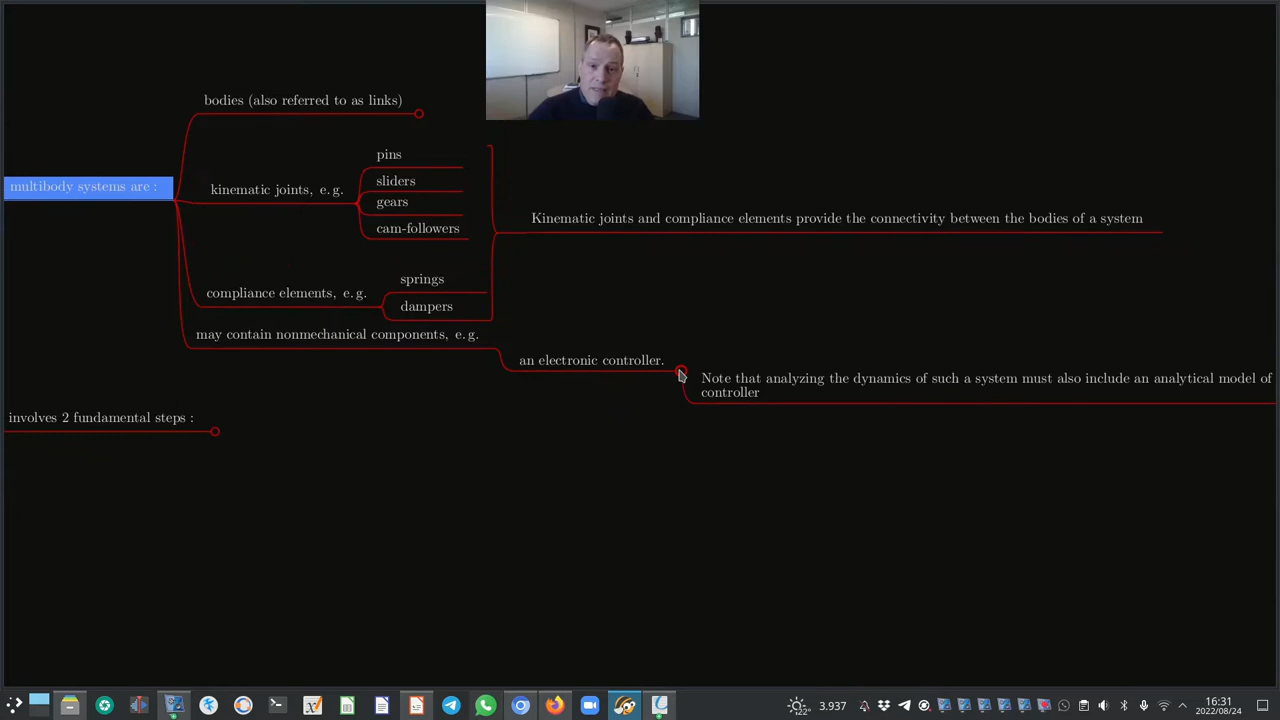 bodies (also referred to as links)
pins
multibody systems are :
kinematic joints, e.g.
sliders
gears
cam-followers
Kinematic joints and compliance elements provide the connectivity between the bodies of a system
compliance elements, e.g.
springs
dampers
may contain nonmechanical components, e.g.
an electronic controller.
Note that analyzing the dynamics of such a system must also include an analytical model of
controller
involves 2 fundamental steps :
22°
3.937
16:31
2022/08/24